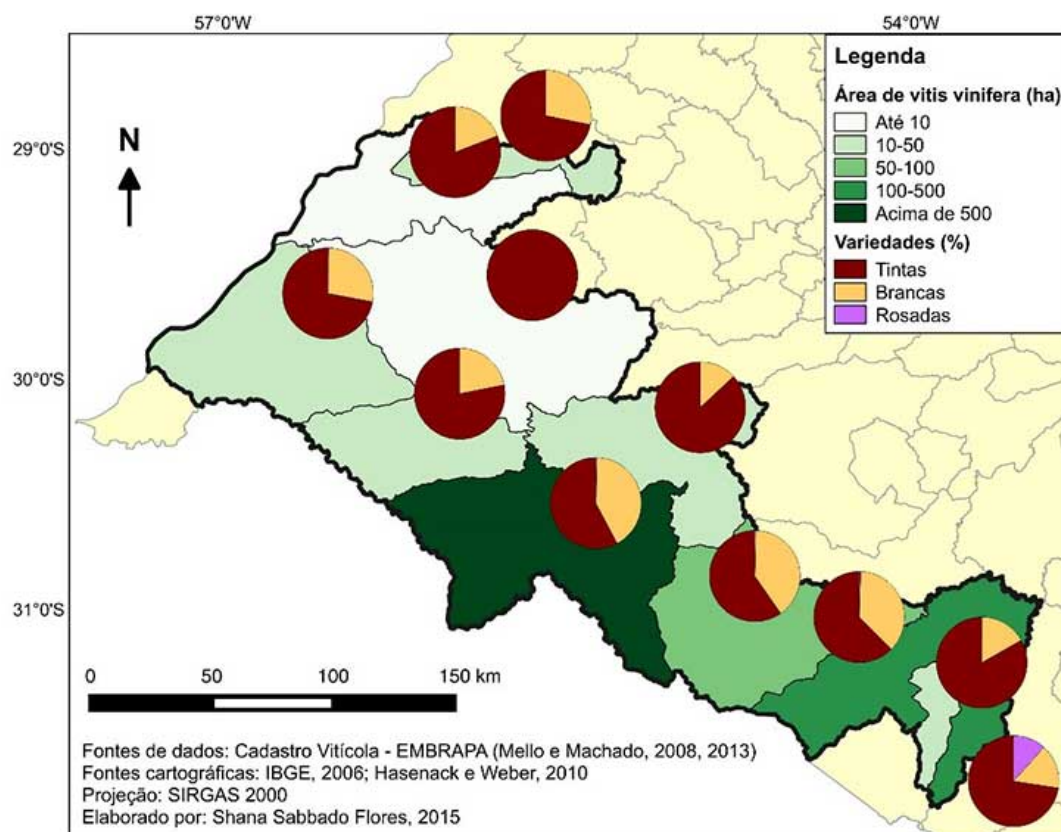 57°0'W
54°0'W
Legenda
Área de vitis vinifera (ha)
Até 10
10-50
50-100
100-500
Acima de 500
Variedades (%)
Tintas
Brancas
Rosadas
N
29°0'S
30°0'S
31°0'S
0 50 100 150 km
Fontes de dados: Cadastro Vitícola - EMBRAPA (Mello e Machado, 2008, 2013)
Fontes cartográficas: IBGE, 2006; Hasenack e Weber, 2010
Projeção: SIRGAS 2000
Elaborado por: Shana Sabbado Flores, 2015